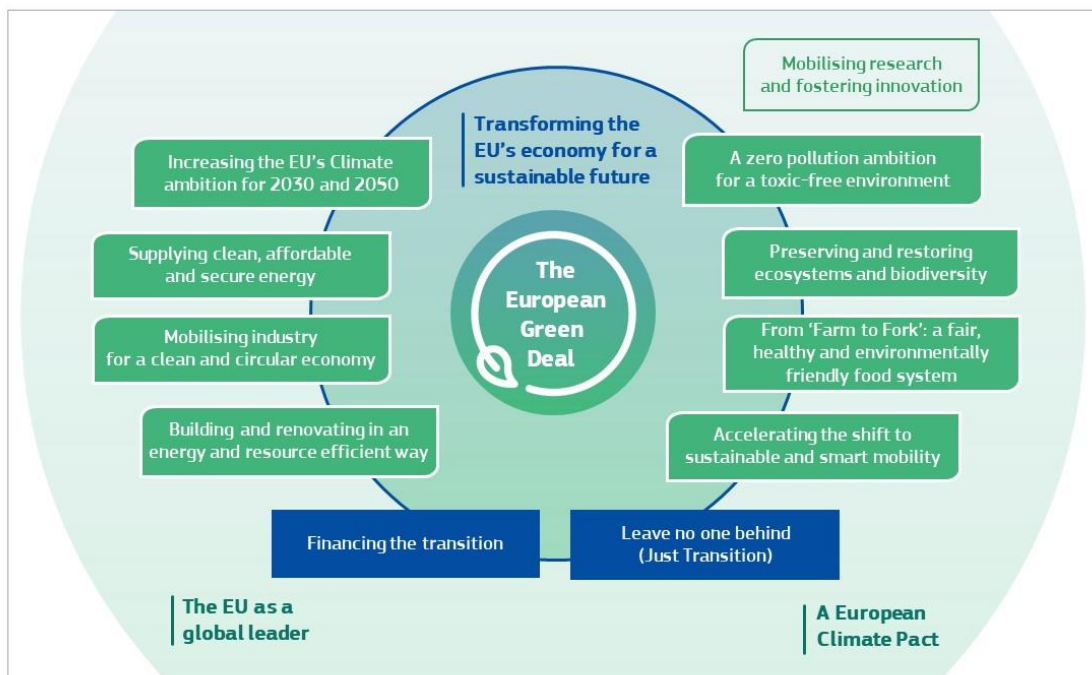 Mobilising research
and fostering innovation
Transforming the
EU's economy for a
sustainable future
Increasing the EU's Climate
ambition for 2030 and 2050
A zero pollution ambition
for a toxic-free environment
Supplying clean, affordable
and secure energy
The
European
Green
Deal
Preserving and restoring
ecosystems and biodiversity
Mobilising industry
for a clean and circular economy
From ‘Farm to Fork’: a fair,
healthy and environmentally
friendly food system
Building and renovating in an
energy and resource efficient way
Accelerating the shift to
sustainable and smart mobility
Financing the transition
Leave no one behind
(Just Transition)
The EU as a
global leader
A European
Climate Pact